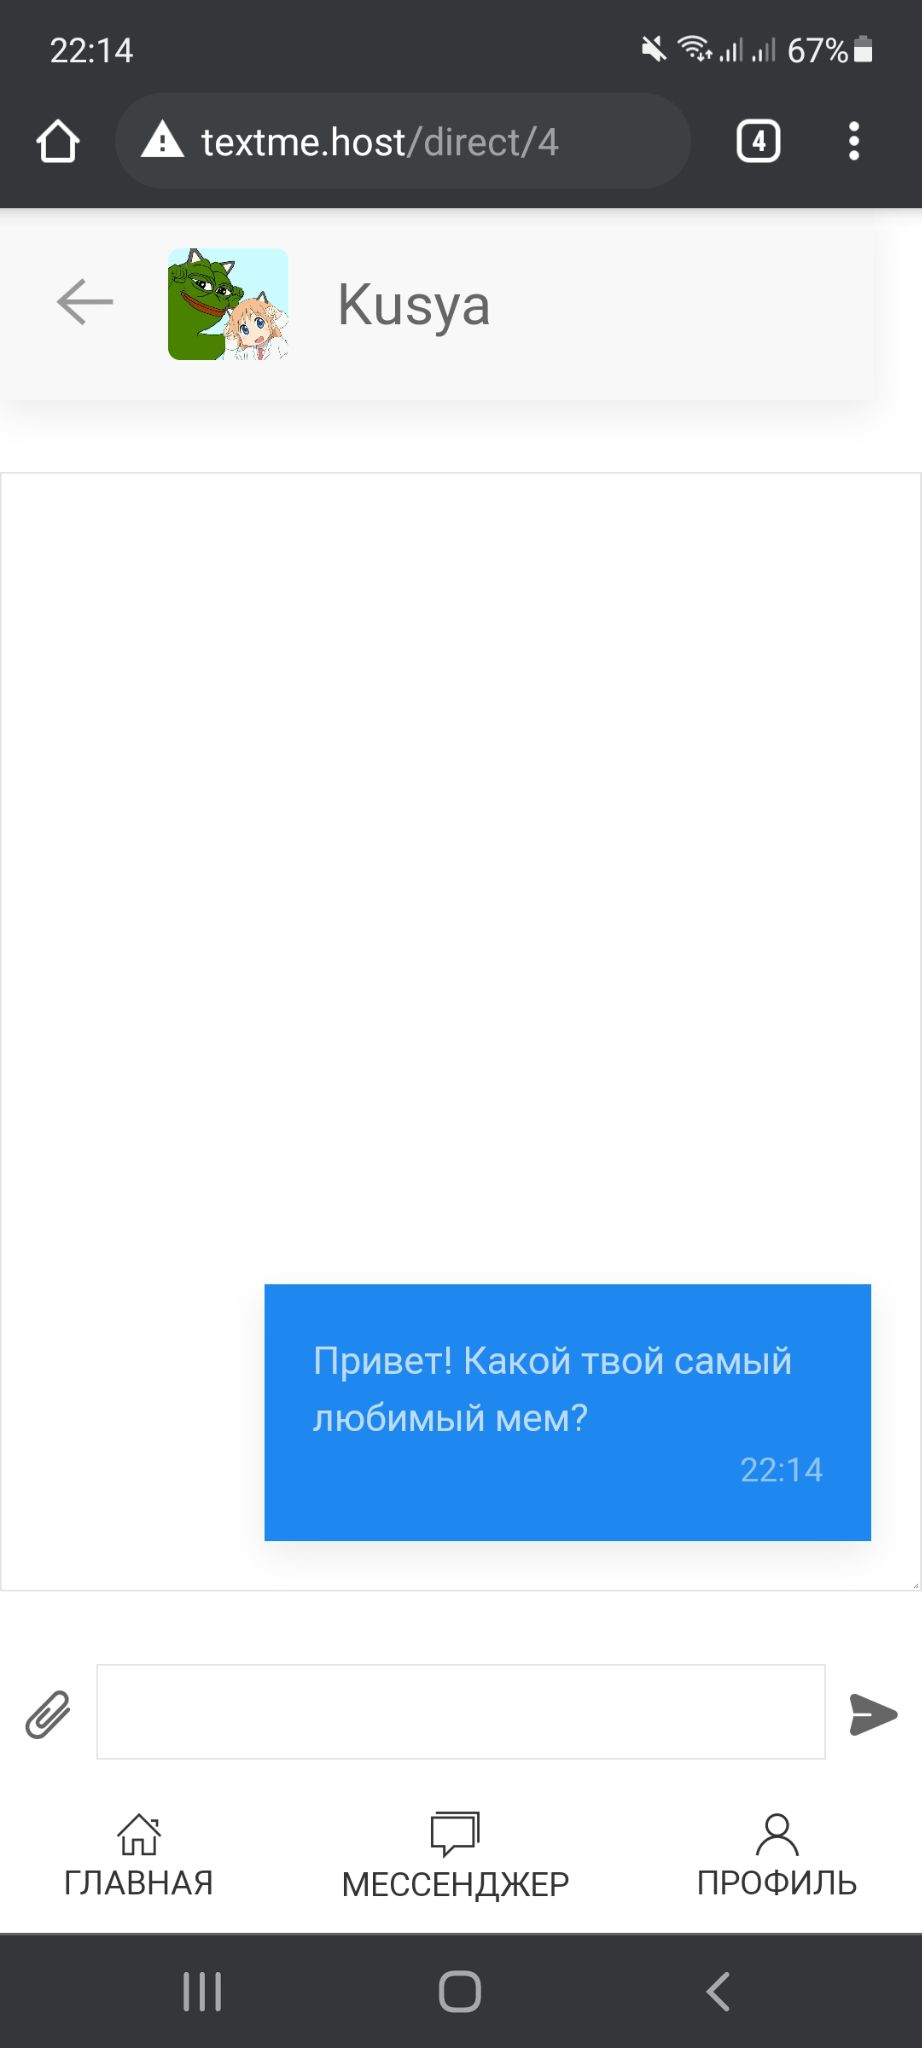 22:14
67%
textme.host/direct/4
4
Kusya
Привет! Какой твой самый
любимый мем?
22:14
ГЛАВНАЯ
МЕССЕНДЖЕР
ПРОФИЛЬ